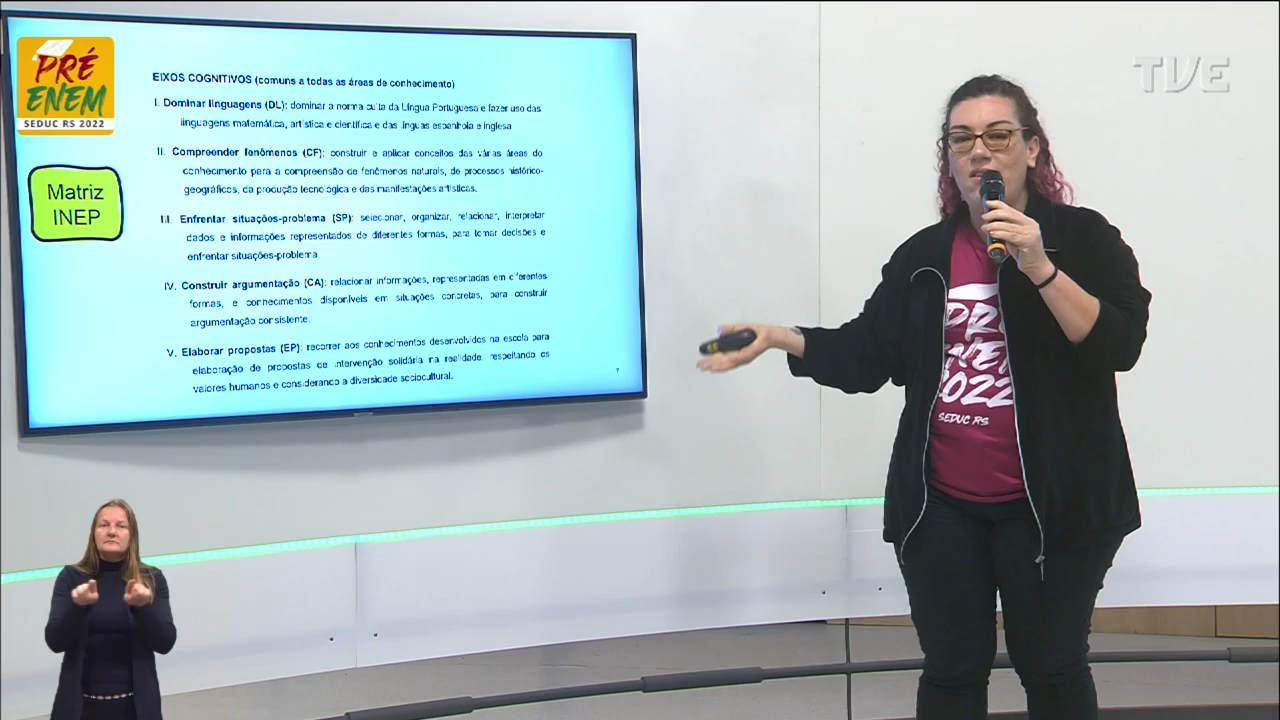 PRÉ
ENEM
SEDUC RS 2022
Matriz
INEP
EIXOS COGNITIVOS (comuns a todas as áreas de conhecimento)
I. Dominar linguagens (DL): dominar a norma culta da Língua Portuguesa e fazer uso das
linguagens matemática, artística e científica e das línguas espanhola e inglesa
II. Compreender fenômenos (CF): construir e aplicar conceitos das várias áreas do
conhecimento para a compreensão de fenômenos naturais, de processos histórico-
geográficos, da produção tecnológica e das manifestações artísticas.
III. Enfrentar situações-problema (SP): selecionar, organizar, relacionar, interpretar
dados e informações representados de diferentes formas, para tomar decisões e
enfrentar situações-problema
IV. Construir argumentação (CA): relacionar informações, representadas em diferentes
formas, e conhecimentos disponíveis em situações concretas, para construir
argumentação consistente.
V. Elaborar propostas (EP): recorrer aos conhecimentos desenvolvidos na escola para
elaboração de propostas de intervenção solidária na realidade, respeitando os
valores humanos e considerando a diversidade sociocultural.
7
TVE
PRÉ
ENEM
2022
SEDUC RS